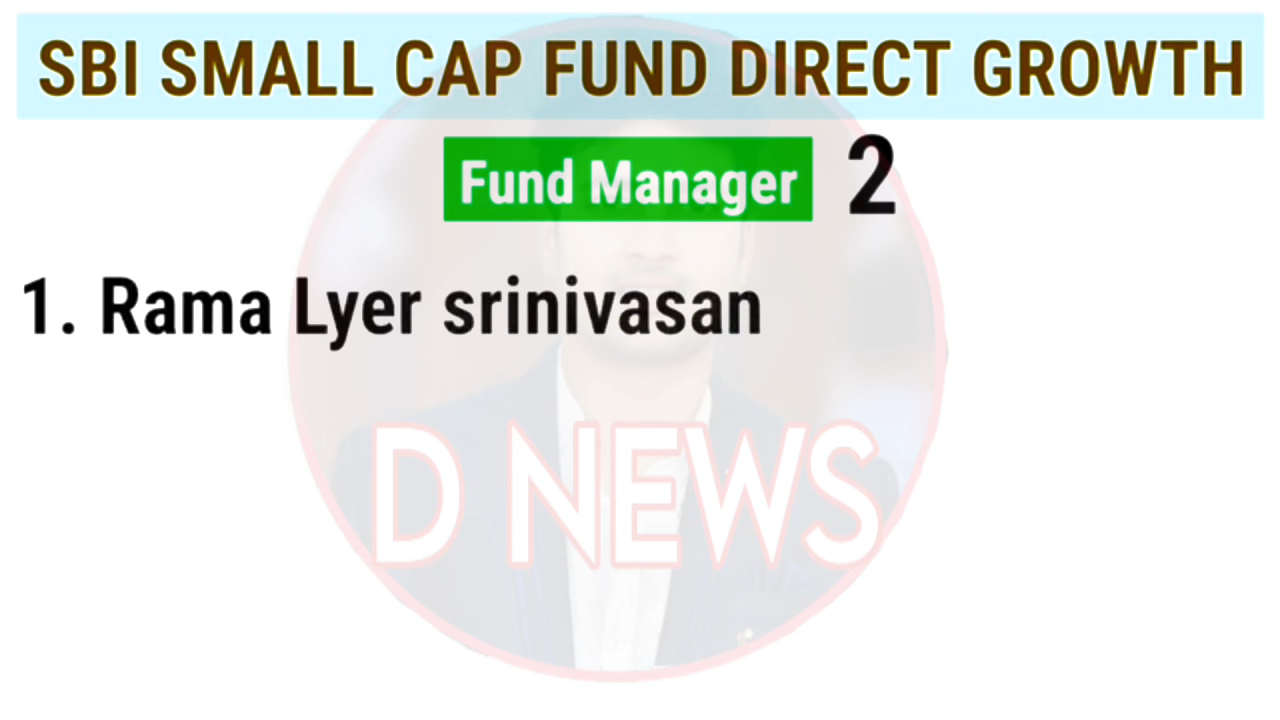 SBI SMALL CAP FUND DIRECT GROWTH
Fund Manager 2
1. Rama Lyer srinivasan
D NEWS